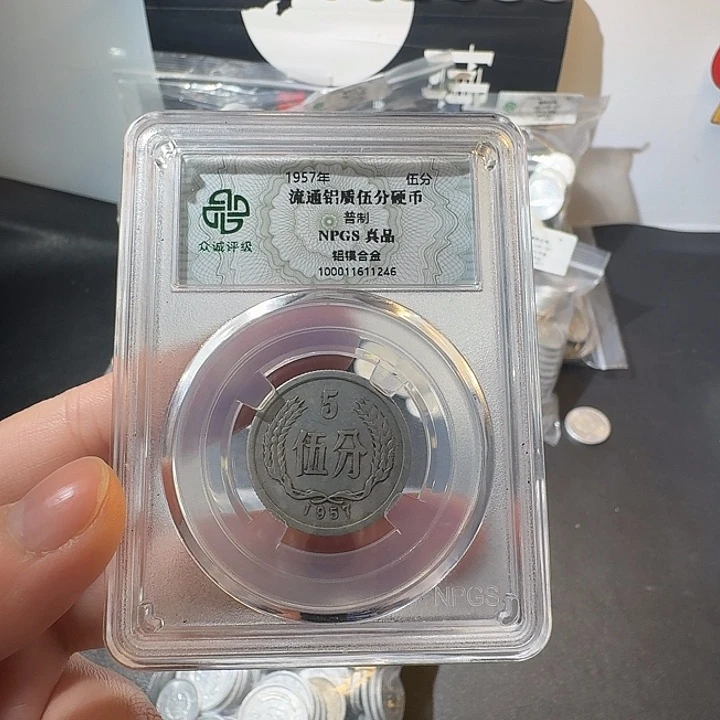 1957年 伍分
流通铝质伍分硬币
普制
NPGS 真品
铝镁合金
100011611246
众诚评级
5
伍分
1957
NPGS